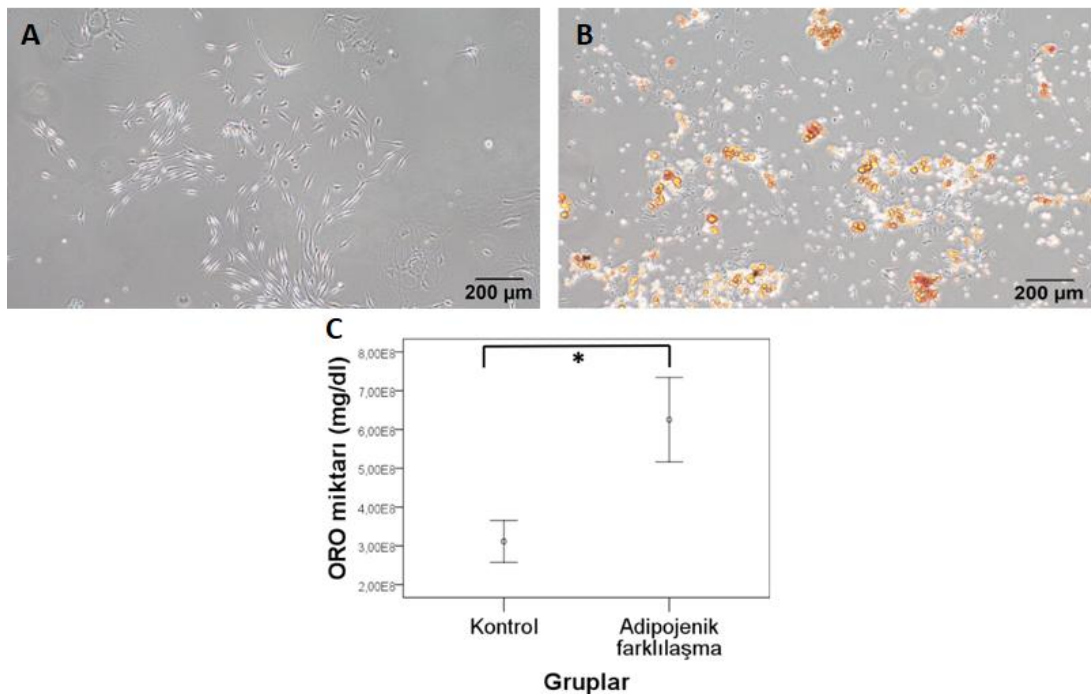 A
B
200 µm
200 µm
C
*
8,00E8
7,00E8
6,00E8
5,00E8
4,00E8
3,00E8
2,00E8
ORO miktarı (mg/dl)
Kontrol
Adipojenik
farklılaşma
Gruplar